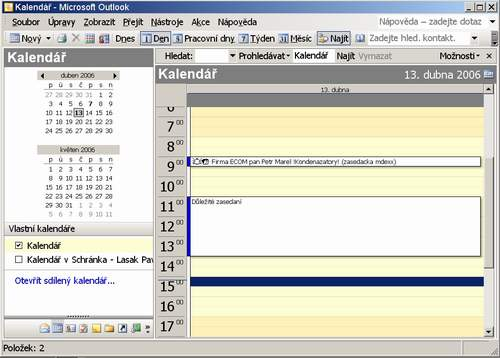 Kalendář - Microsoft Outlook
Soubor Úpravy Zobrazit Přejít Nástroje Akce Nápověda
Nápověda – zadejte dotaz
Nový Dnes 1 Den 5 Pracovní dny 7 Týden 31 Měsíc Najít Zadejte hled. kontakt.
Kalendář
Hledat: Prohledávat Kalendář Najít Vymazat Možnosti
Kalendář 13. dubna 2006
13. dubna
duben 2006
p ú s č p s n
27 28 29 30 31 1 2
3 4 5 6 7 8 9
10 11 12 13 14 15 16
17 18 19 20 21 22 23
24 25 26 27 28 29 30
květen 2006
p ú s č p s n
1 2 3 4 5 6 7
8 9 10 11 12 13 14
15 16 17 18 19 20 21
22 23 24 25 26 27 28
29 30 31 1 2 3 4
5 6 7 8 9 10 11
Vlastní kalendáře
Kalendář
Kalendář v Schránka - Lasak Pav
Otevřít sdílený kalendář...
7 00
8 00
9 00 Firma ECOM pan Petr Mareł !Kondenazatory! (zasedacka mdexx)
10 00
11 00 Důležité zasedaní
12 00
13 00
14 00
15 00
16 00
17 00
Položek: 2